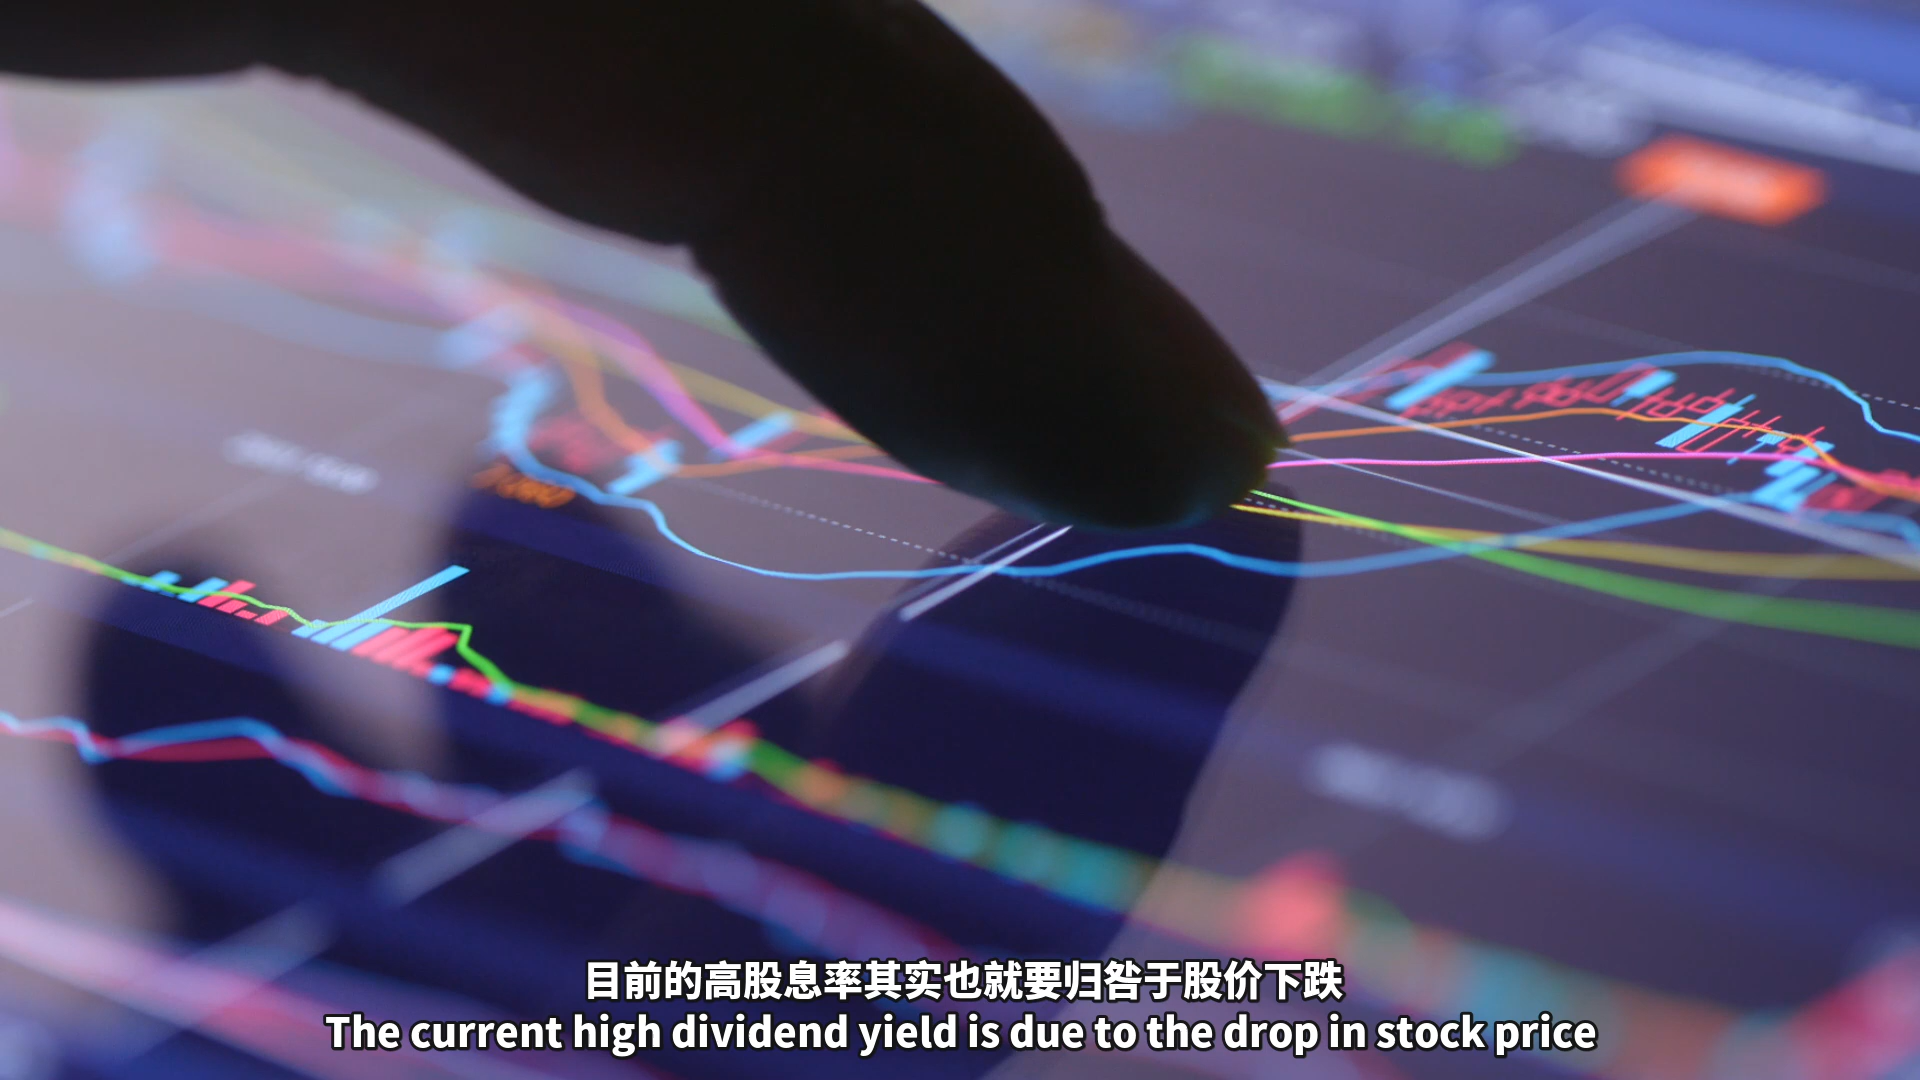 目前的高股息率其实也就要归咎于股价下跌
The current high dividend yield is due to the drop in stock price